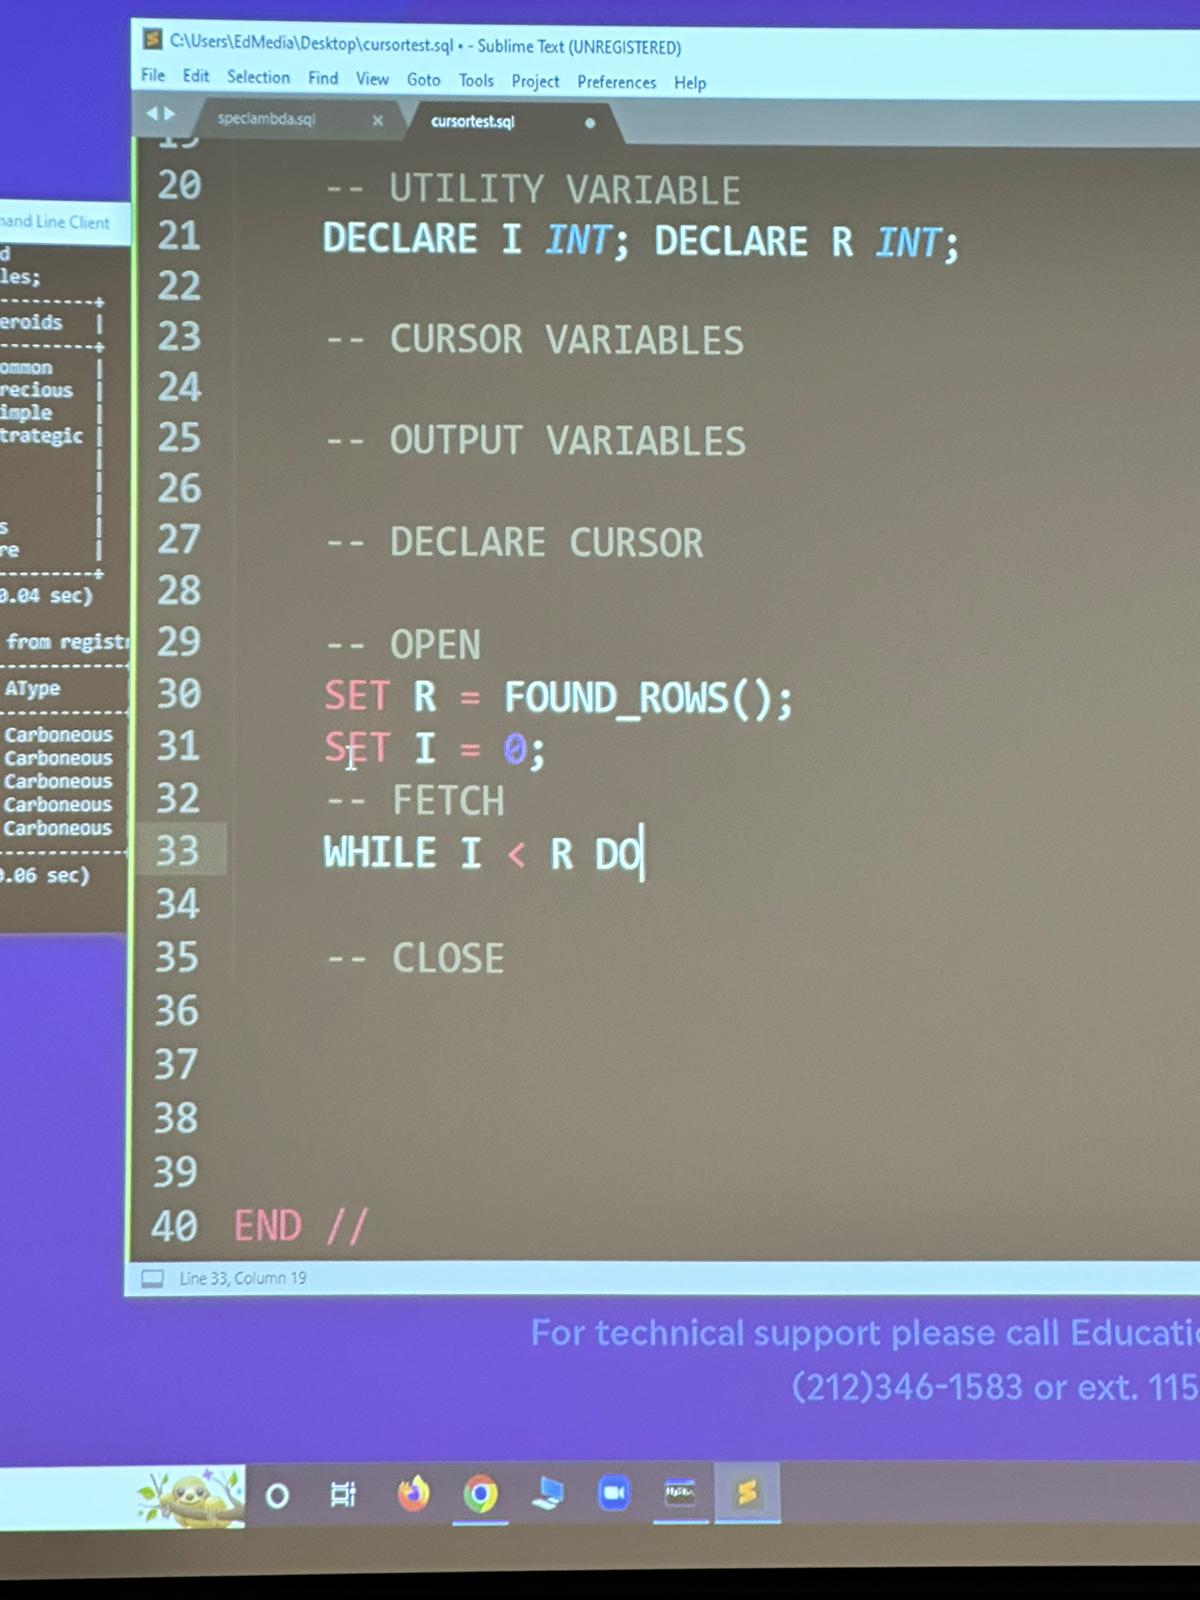 C:\Users\EdMedia\Desktop\cursortest.sql • - Sublime Text (UNREGISTERED)
File Edit Selection Find View Goto Tools Project Preferences Help
speclambda.sql × cursortest.sql
19
20 -- UTILITY VARIABLE
21 DECLARE I INT; DECLARE R INT;
22
23 -- CURSOR VARIABLES
24
25 -- OUTPUT VARIABLES
26
27 -- DECLARE CURSOR
28
29 -- OPEN
30 SET R = FOUND_ROWS();
31 SET I = 0;
32 -- FETCH
33 WHILE I < R DO
34
35 -- CLOSE
36
37
38
39
40 END //
Line 33, Column 19
mand Line Client
d
les;
eroids |
ommon
recious
imple
trategic
s
re
0.04 sec)
from registr
AType
Carboneous
Carboneous
Carboneous
Carboneous
Carboneous
0.06 sec)
For technical support please call Educatio
(212)346-1583 or ext. 115